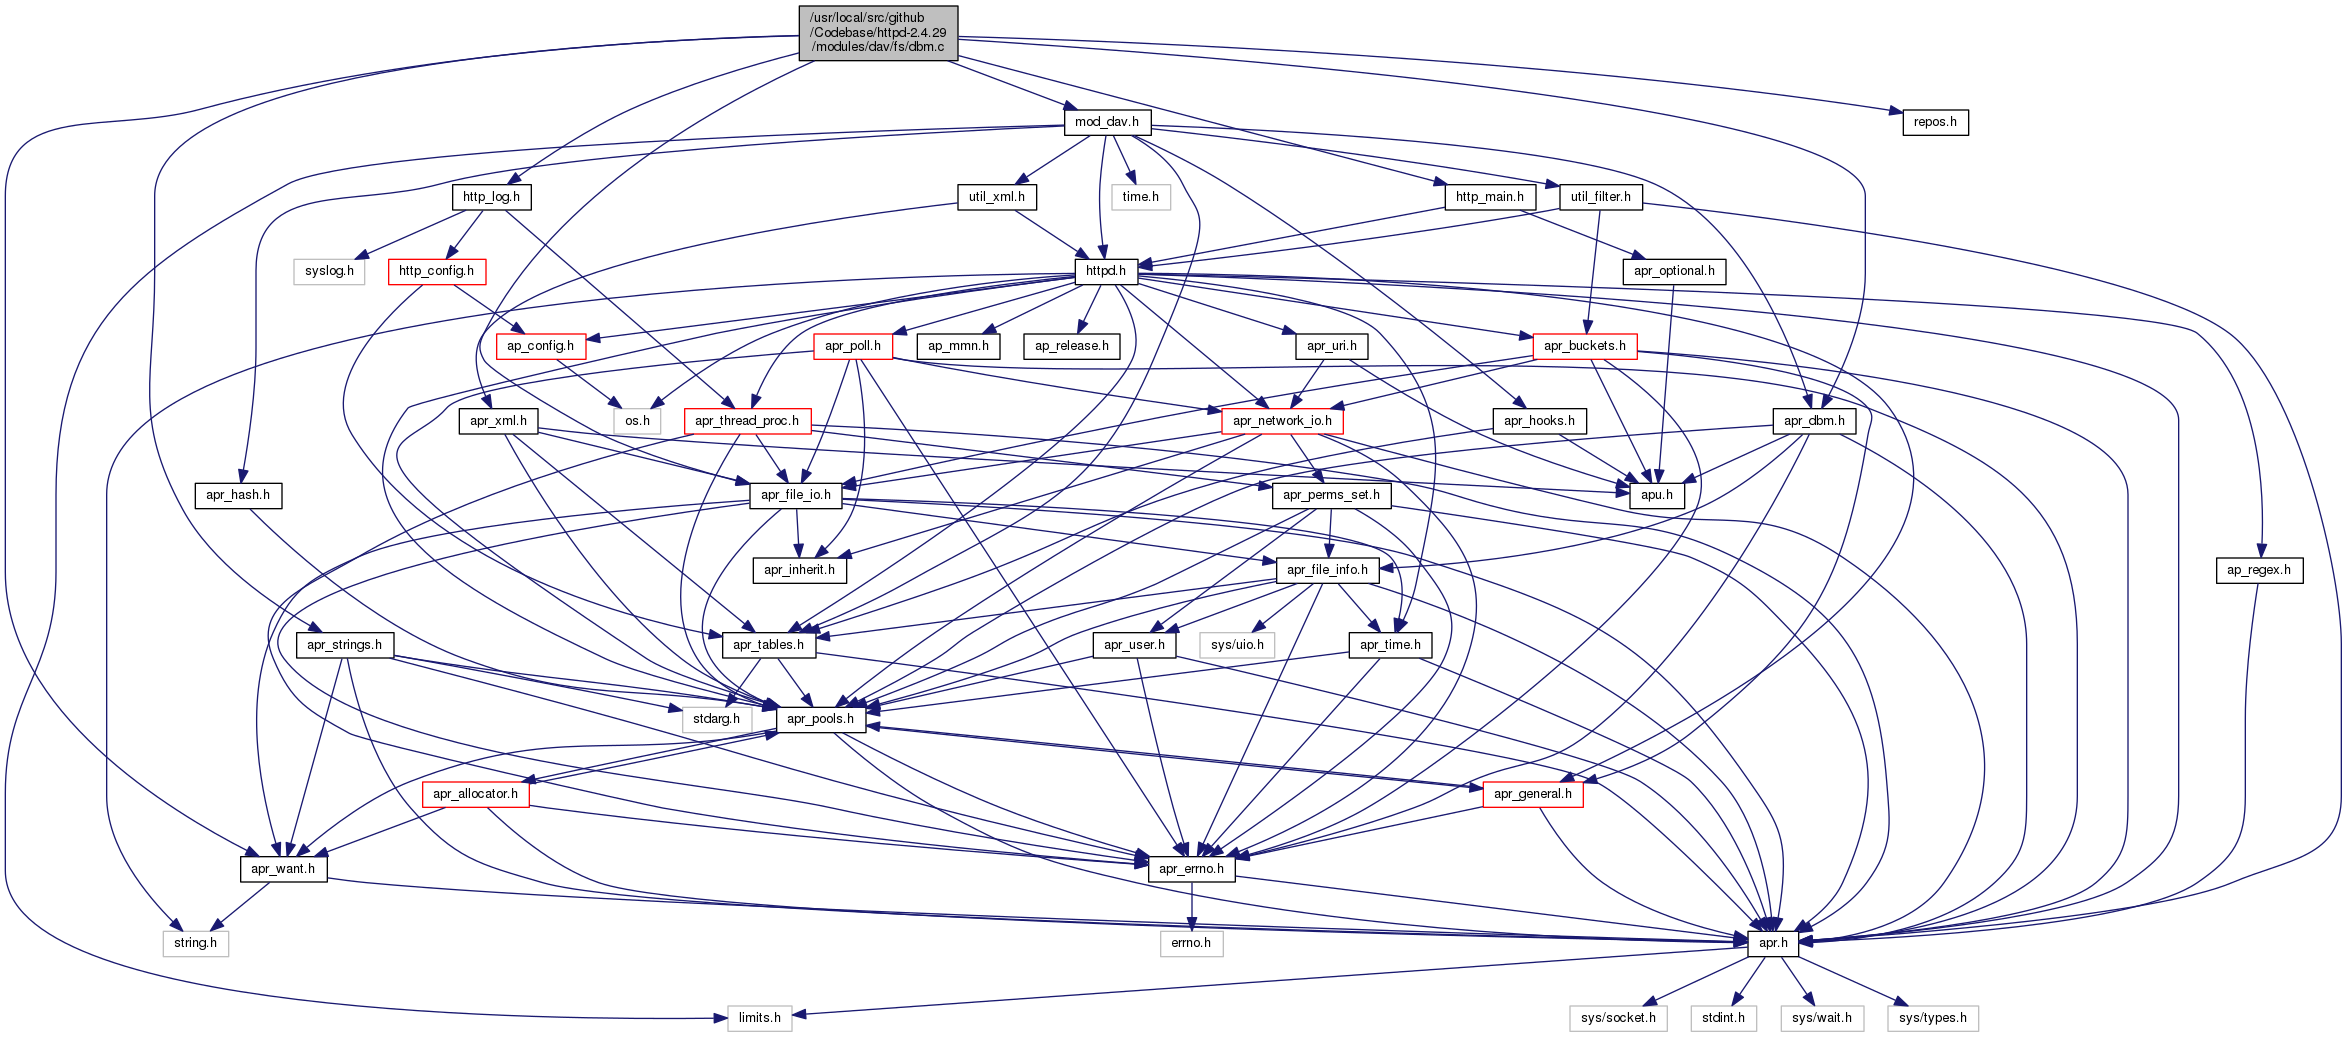 /usr/local/src/github
/Codebase/httpd-2.4.29
/modules/dav/fs/dbm.c
mod_dav.h
repos.h
http_log.h
util_xml.h
time.h
http_main.h
util_filter.h
syslog.h
http_config.h
httpd.h
apr_optional.h
ap_config.h
apr_poll.h
ap_mmn.h
ap_release.h
apr_uri.h
apr_buckets.h
apr_xml.h
os.h
apr_thread_proc.h
apr_network_io.h
apr_hooks.h
apr_dbm.h
apr_hash.h
apr_file_io.h
apr_perms_set.h
apu.h
apr_inherit.h
apr_file_info.h
ap_regex.h
apr_strings.h
apr_tables.h
apr_user.h
sys/uio.h
apr_time.h
stdarg.h
apr_pools.h
apr_allocator.h
apr_general.h
apr_want.h
apr_errno.h
string.h
errno.h
apr.h
limits.h
sys/socket.h
stdint.h
sys/wait.h
sys/types.h